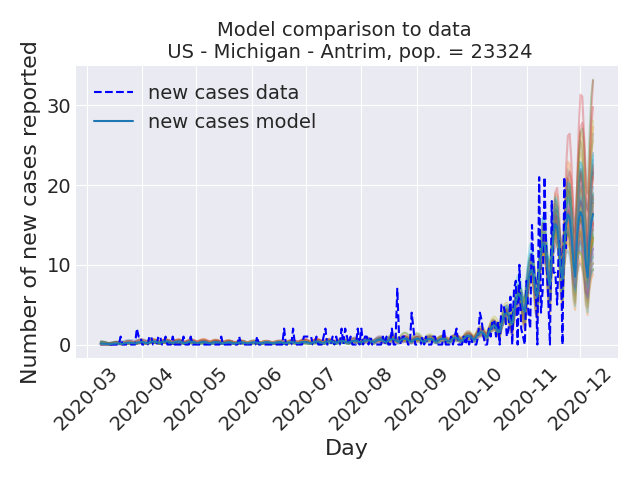 Model comparison to data
US - Michigan - Antrim, pop. = 23324
Number of new cases reported
30
20
10
0
new cases data
new cases model
2020-03
2020-04
2020-05
2020-06
2020-07
2020-08
2020-09
2020-10
2020-11
2020-12
Day